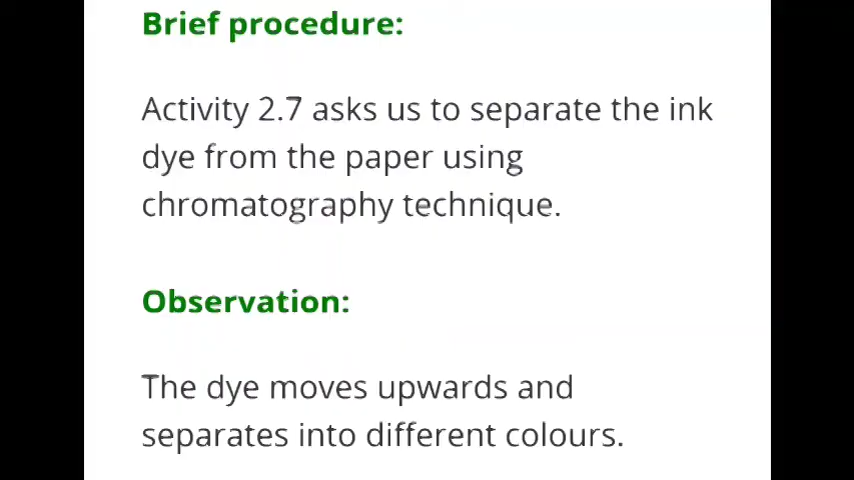 Brief procedure:
Activity 2.7 asks us to separate the ink
dye from the paper using
chromatography technique.
Observation:
The dye moves upwards and
separates into different colours.